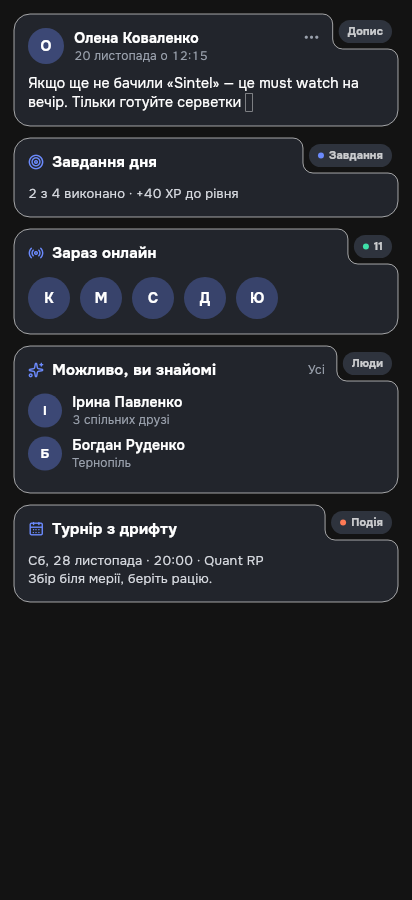 О
Олена Коваленко
20 листопада о 12:15
Допис
Якщо ще не бачили «Sintel» — це must watch на
вечір. Тільки готуйте серветки
Завдання дня
Завдання
2 з 4 виконано · +40 XP до рівня
Зараз онлайн
11
К М С Д Ю
Можливо, ви знайомі
Усі
Люди
І
Ірина Павленко
3 спільних друзі
Б
Богдан Руденко
Тернопіль
Турнір з дрифту
Подія
Сб, 28 листопада · 20:00 · Quant RP
Збір біля мерії, беріть рацію.